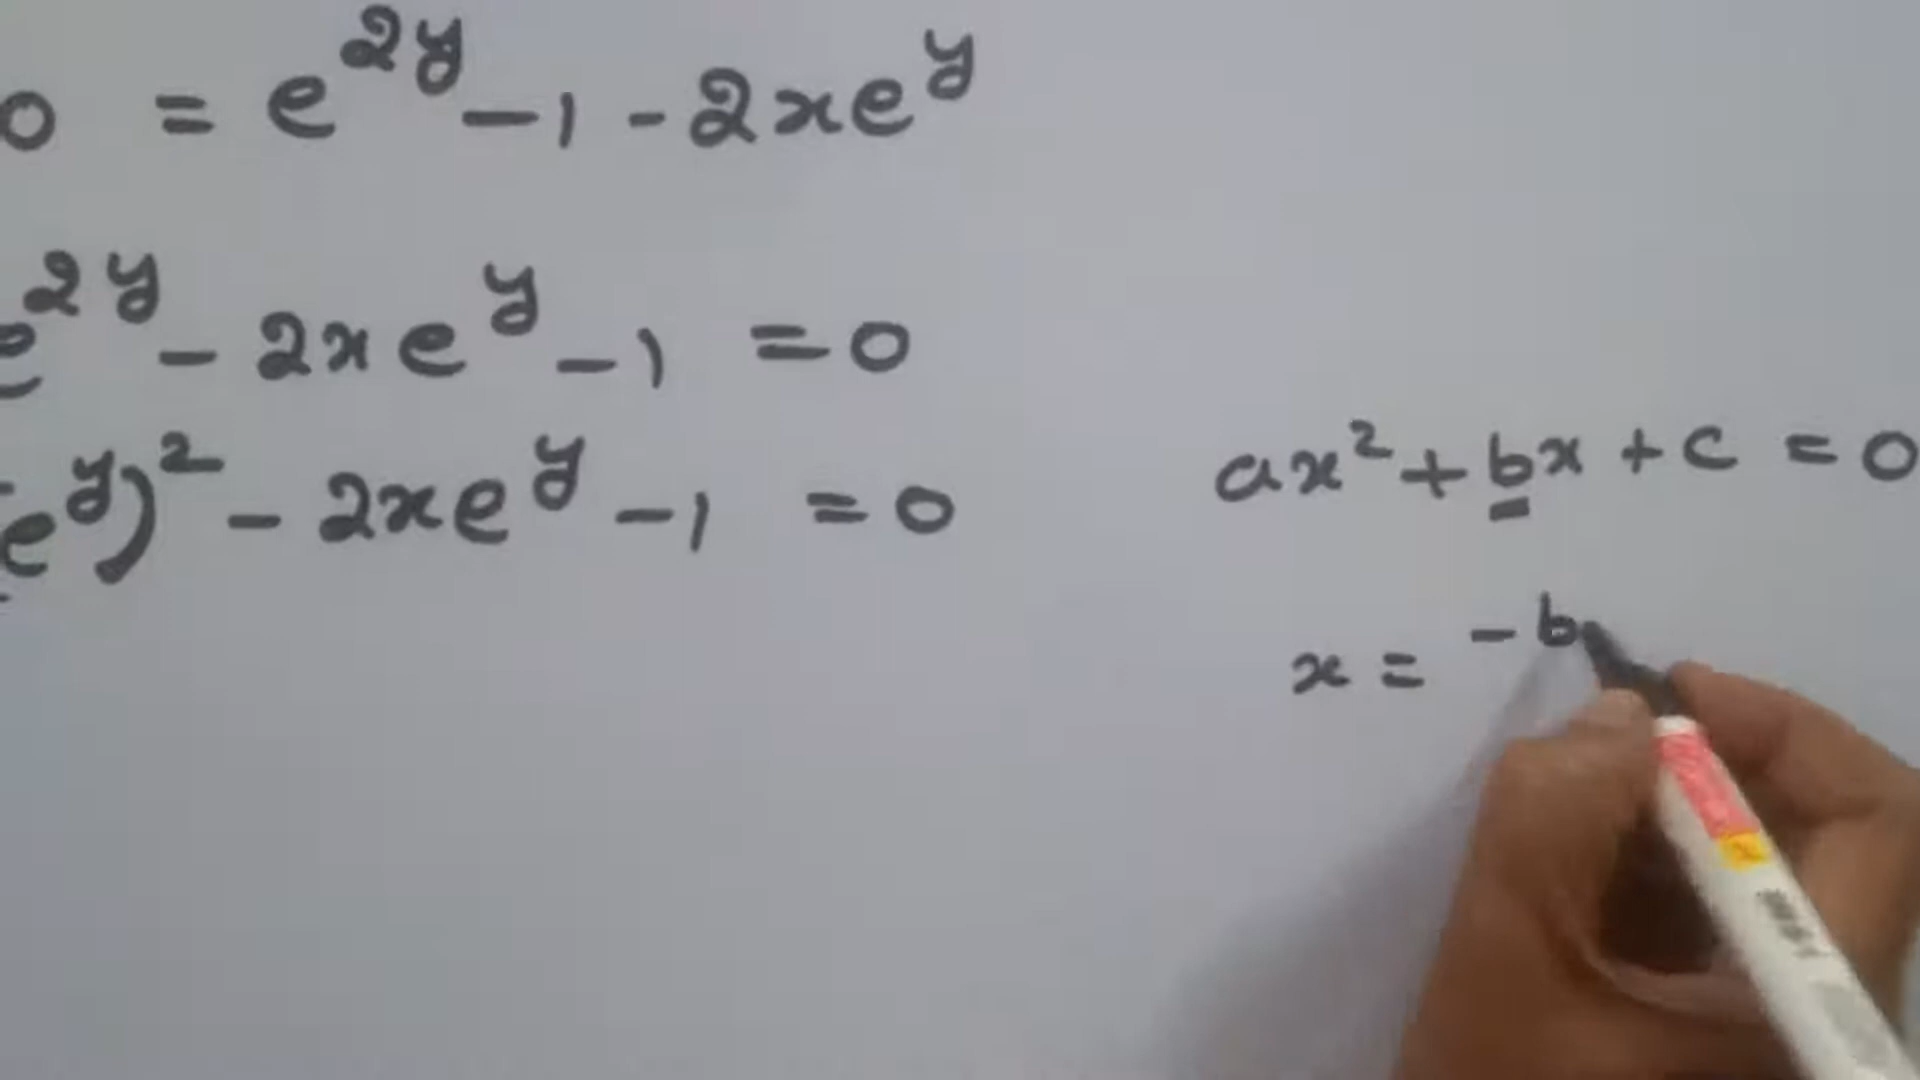 0 = e^{2y} - 1 - 2xe^y
e^{2y} - 2xe^y - 1 = 0
(e^y)^2 - 2xe^y - 1 = 0
ax^2 + bx + c = 0
x = -b